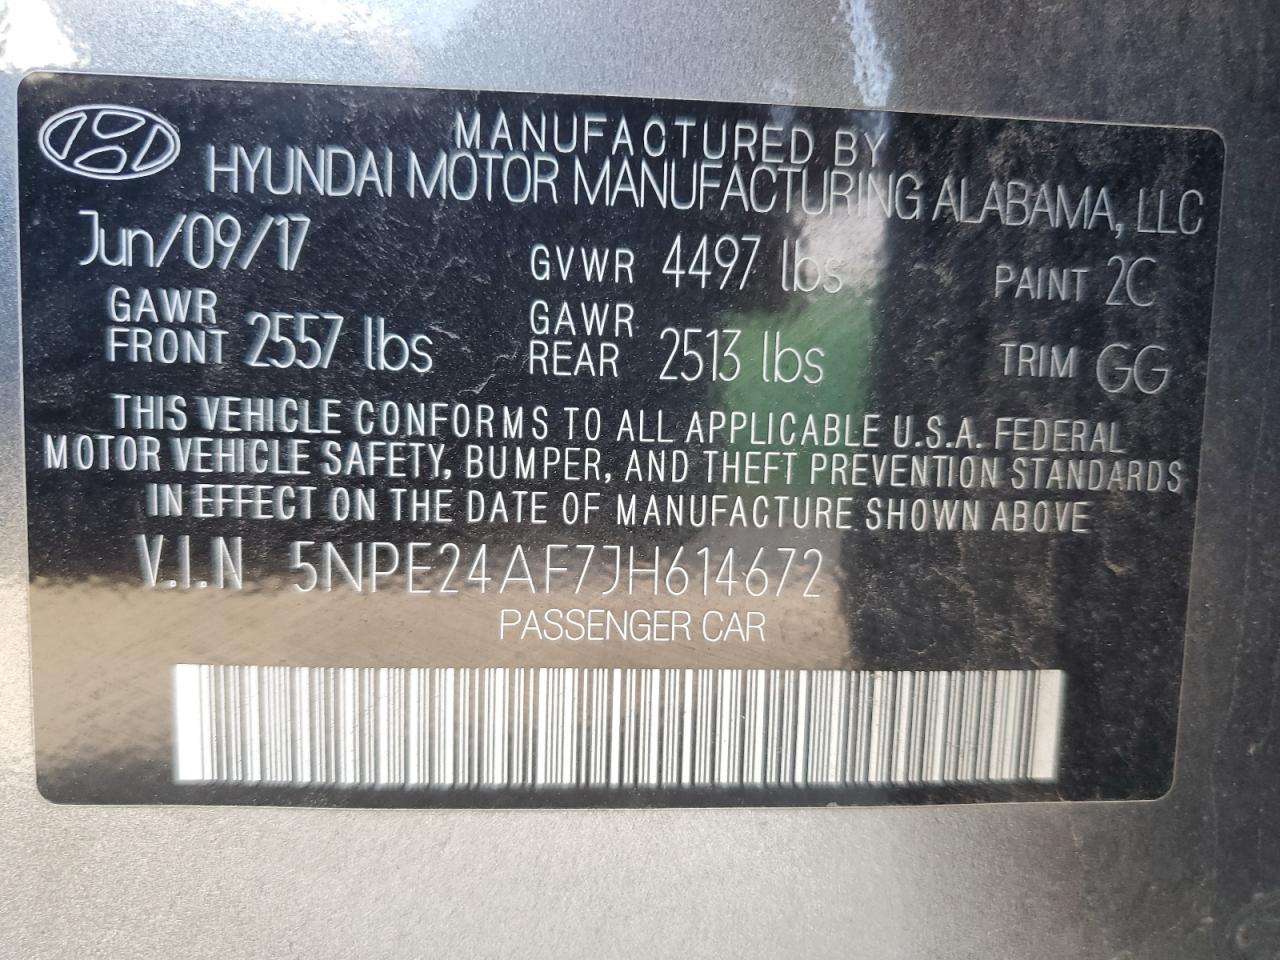 MANUFACTURED BY
HYUNDAI MOTOR MANUFACTURING ALABAMA, LLC
Jun/09/17 GVWR 4497 lbs PAINT 2C
GAWR FRONT 2557 lbs GAWR REAR 2513 lbs TRIM GG
THIS VEHICLE CONFORMS TO ALL APPLICABLE U.S.A. FEDERAL
MOTOR VEHICLE SAFETY, BUMPER, AND THEFT PREVENTION STANDARDS
IN EFFECT ON THE DATE OF MANUFACTURE SHOWN ABOVE
V.I.N 5NPE24AF7JH614672
PASSENGER CAR